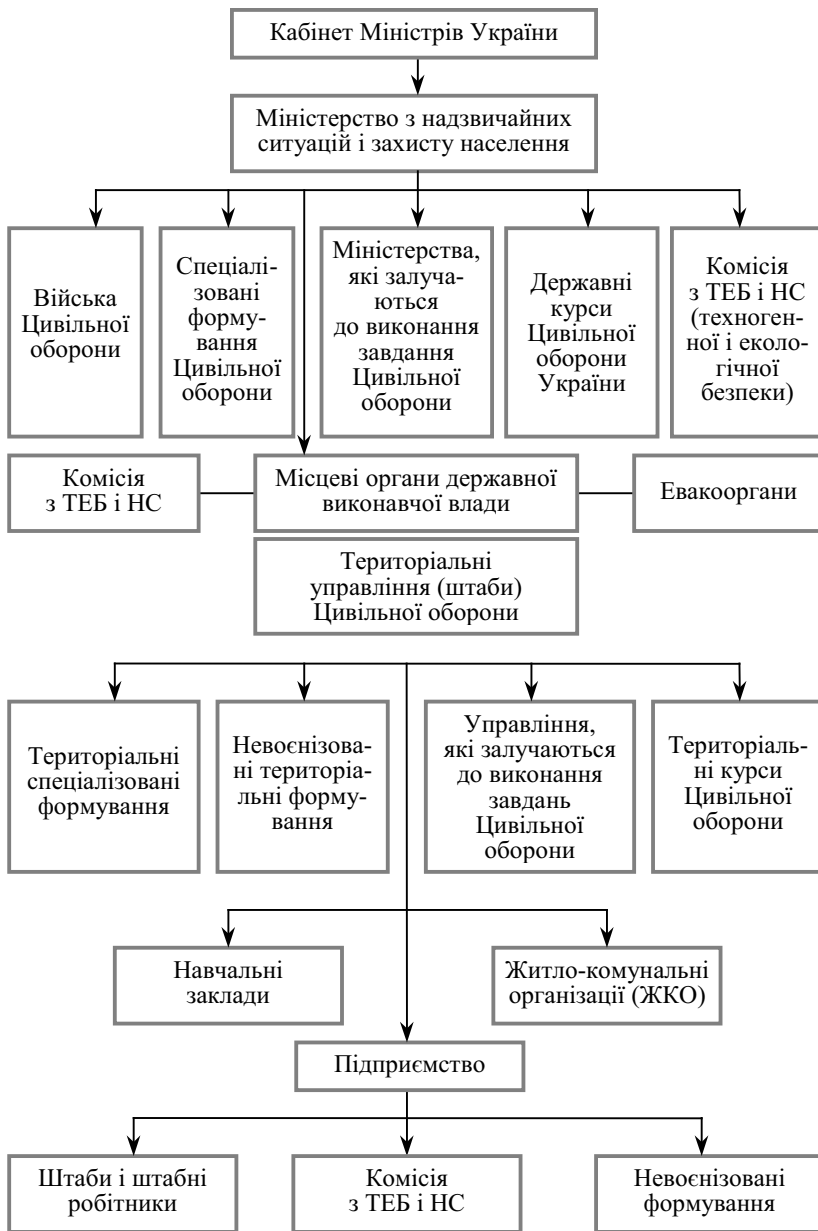 Кабінет Міністрів України
Міністерство з надзвичайних
ситуацій і захисту населення
Війська
Цивільної
оборони
Спеціалі-
зовані
форму-
вання
Цивільної
оборони
Міністерства,
які залуча-
ються
до виконання
завдання
Цивільної
оборони
Державні
курси
Цивільної
оборони
України
Комісія
з ТЕБ і НС
(техноген-
ної і еколо-
гічної
безпеки)
Комісія
з ТЕБ і НС
Місцеві органи державної
виконавчої влади
Евакооргани
Територіальні
управління (штаби)
Цивільної оборони
Територіальні
спеціалізовані
формування
Невоєнізова-
ні територіа-
льні форму-
вання
Управління,
які залучаються
до виконання
завдань
Цивільної
оборони
Територіаль-
ні курси
Цивільної
оборони
Навчальні
заклади
Житло-комунальні
організації (ЖКО)
Підприємство
Штаби і штабні
робітники
Комісія
з ТЕБ і НС
Невоєнізовані
формування